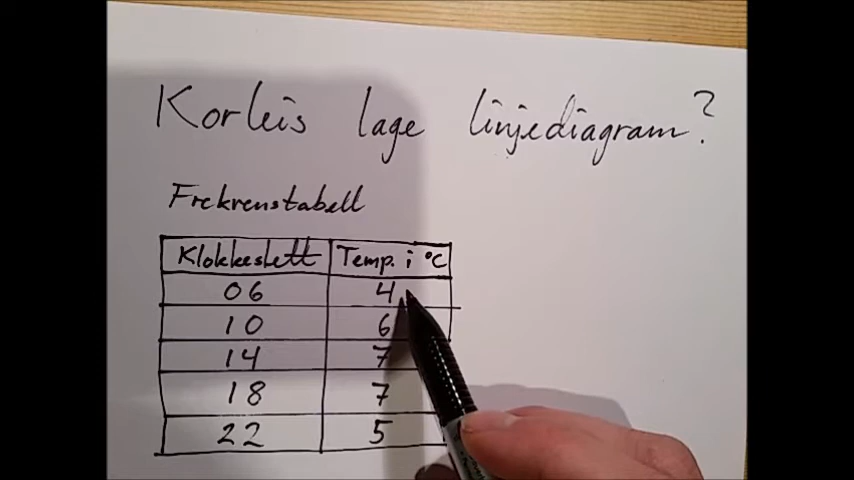 Korleis lage linjediagram?
Frekvenstabell
Klokkeslett Temp. i °C
06 4
10 6
14 7
18 7
22 5